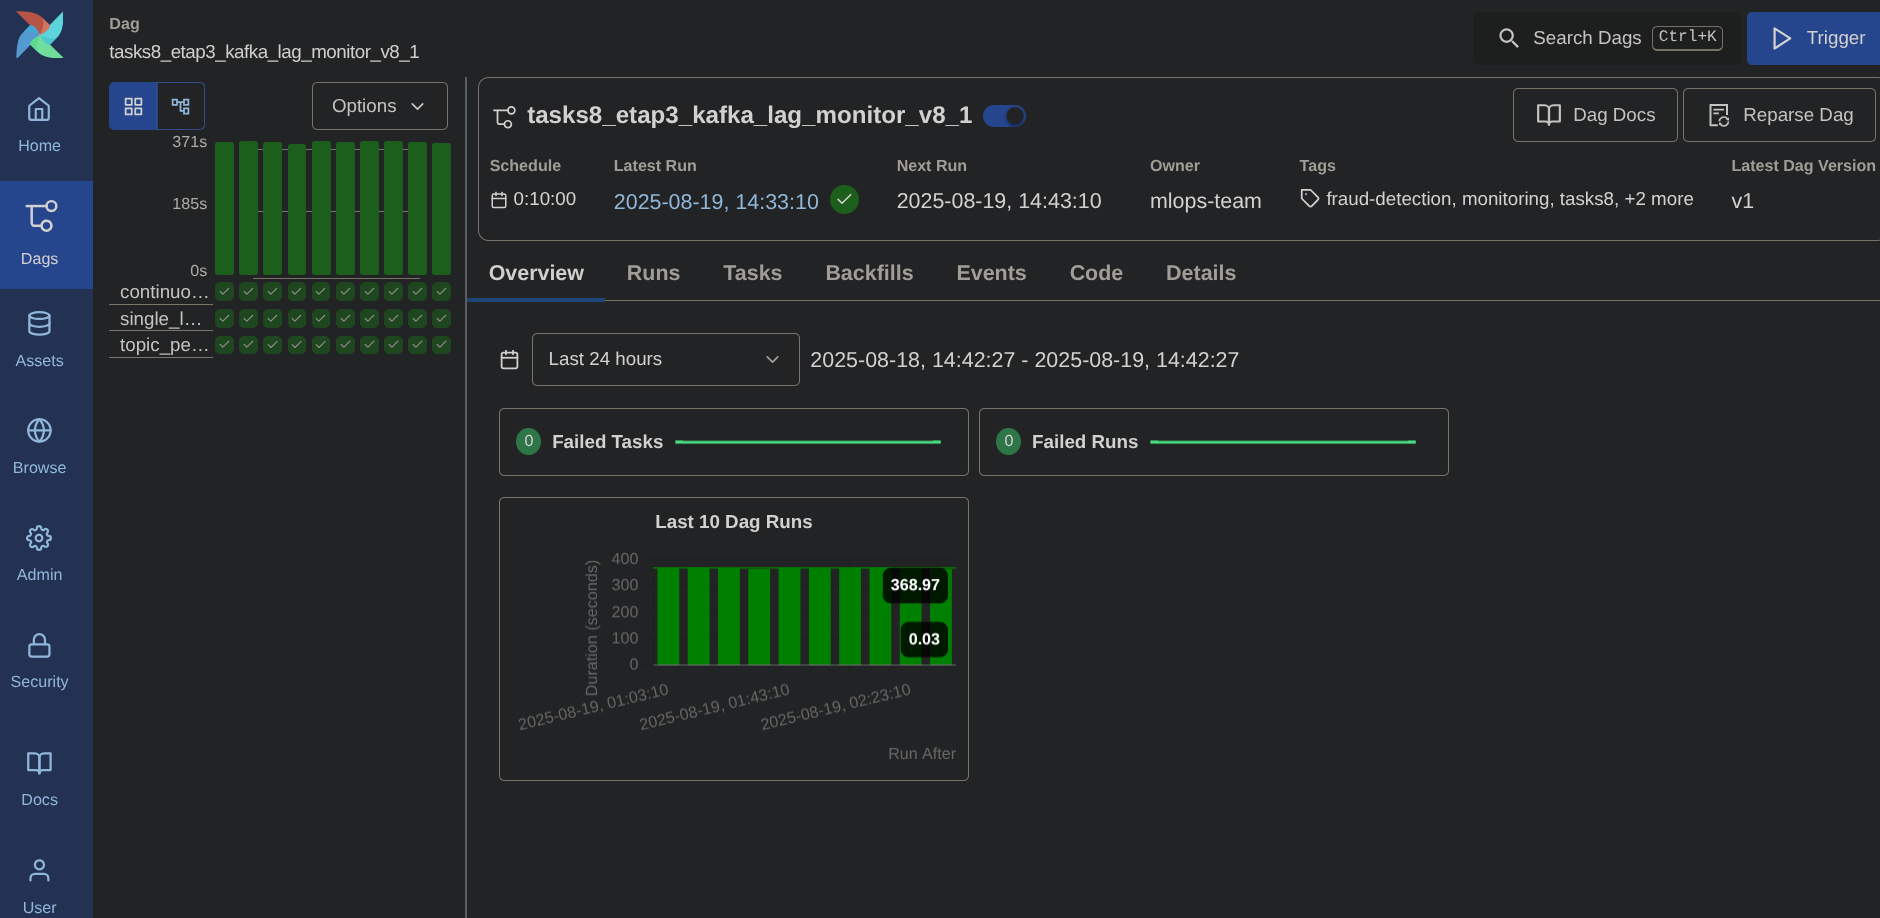 Dag
tasks8_etap3_kafka_lag_monitor_v8_1
Search Dags Ctrl+K
Trigger
Home
Dags
Assets
Browse
Admin
Security
Docs
User
Options
371s
185s
0s
continuo...
single_l...
topic_pe...
tasks8_etap3_kafka_lag_monitor_v8_1
Dag Docs
Reparse Dag
Schedule Latest Run Next Run Owner Tags Latest Dag Version
0:10:00 2025-08-19, 14:33:10 2025-08-19, 14:43:10 mlops-team fraud-detection, monitoring, tasks8, +2 more v1
Overview Runs Tasks Backfills Events Code Details
Last 24 hours 2025-08-18, 14:42:27 - 2025-08-19, 14:42:27
0 Failed Tasks
0 Failed Runs
Last 10 Dag Runs
Duration (seconds)
400
300
200
100
0
368.97
0.03
2025-08-19, 01:03:10
2025-08-19, 01:43:10
2025-08-19, 02:23:10
Run After